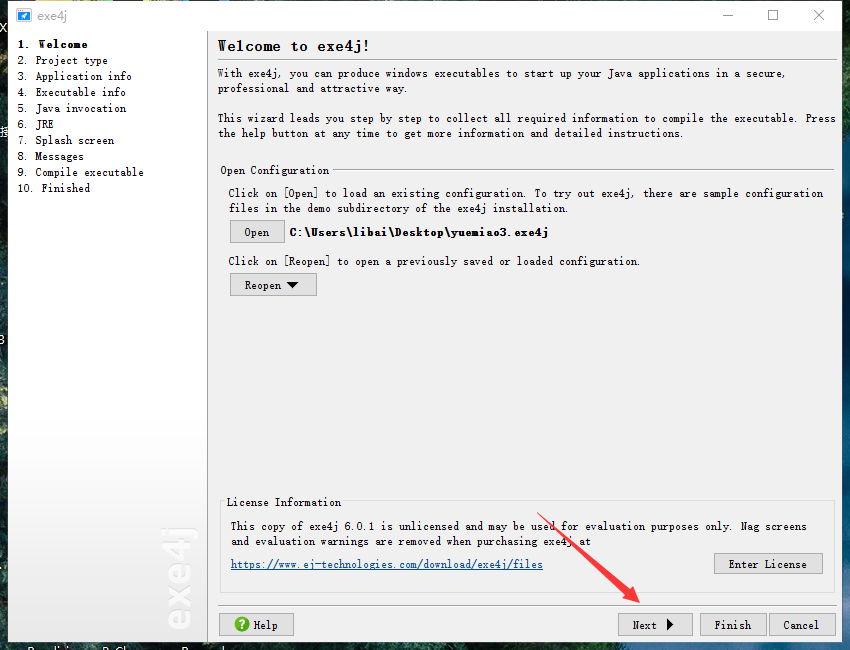 exe4j
1. Welcome
2. Project type
3. Application info
4. Executable info
5. Java invocation
6. JRE
7. Splash screen
8. Messages
9. Compile executable
10. Finished
exe4j
Welcome to exe4j!
With exe4j, you can produce windows executables to start up your Java applications in a secure,
professional and attractive way.
This wizard leads you step by step to collect all required information to compile the executable. Press
the help button at any time to get more information and detailed instructions.
Open Configuration
Click on [Open] to load an existing configuration. To try out exe4j, there are sample configuration
files in the demo subdirectory of the exe4j installation.
Open C:\Users\libai\Desktop\yuemiao3.exe4j
Click on [Reopen] to open a previously saved or loaded configuration.
Reopen
License Information
This copy of exe4j 6.0.1 is unlicensed and may be used for evaluation purposes only. Nag screens
and evaluation warnings are removed when purchasing exe4j at
https://www.ej-technologies.com/download/exe4j/files
Enter License
Help
Next
Finish
Cancel